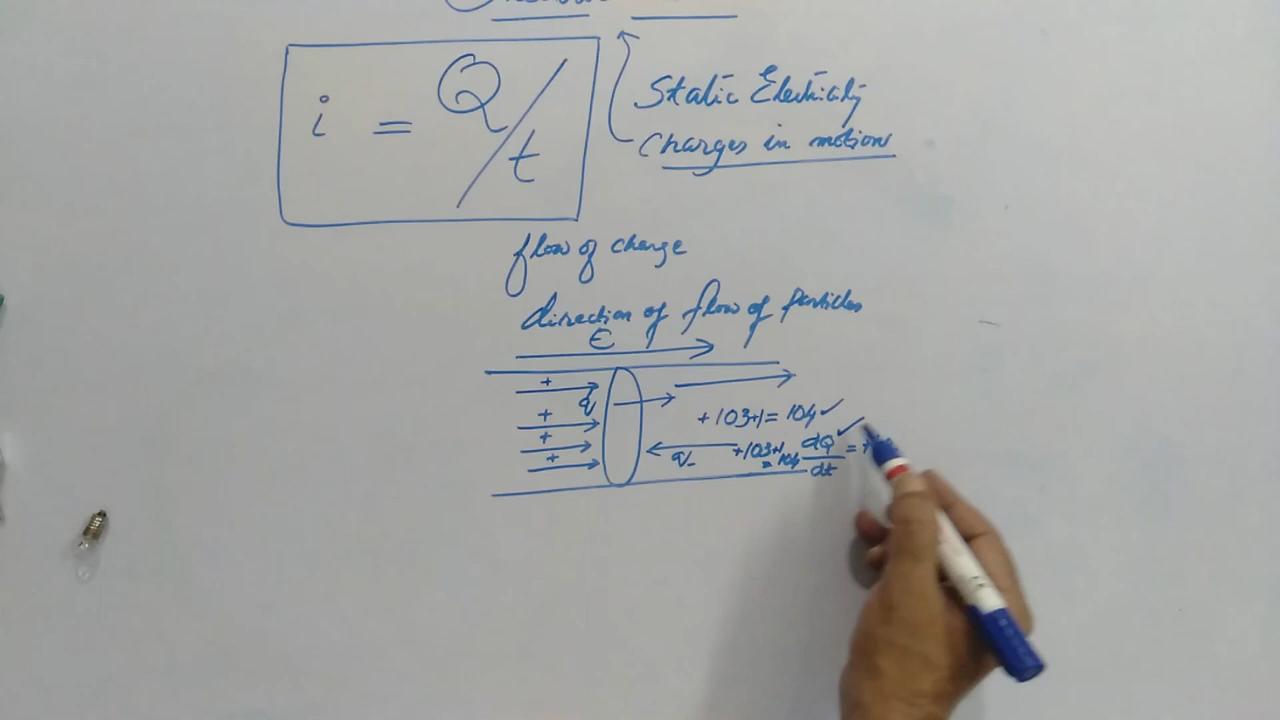 i = Q/t
Static Electricity
Charges in motion
flow of charge
direction of flow of particles
E
+
+ q
+
+
+103+1 = 104 ✓
q- +103+1 = 104
dQ/dt = + ✓